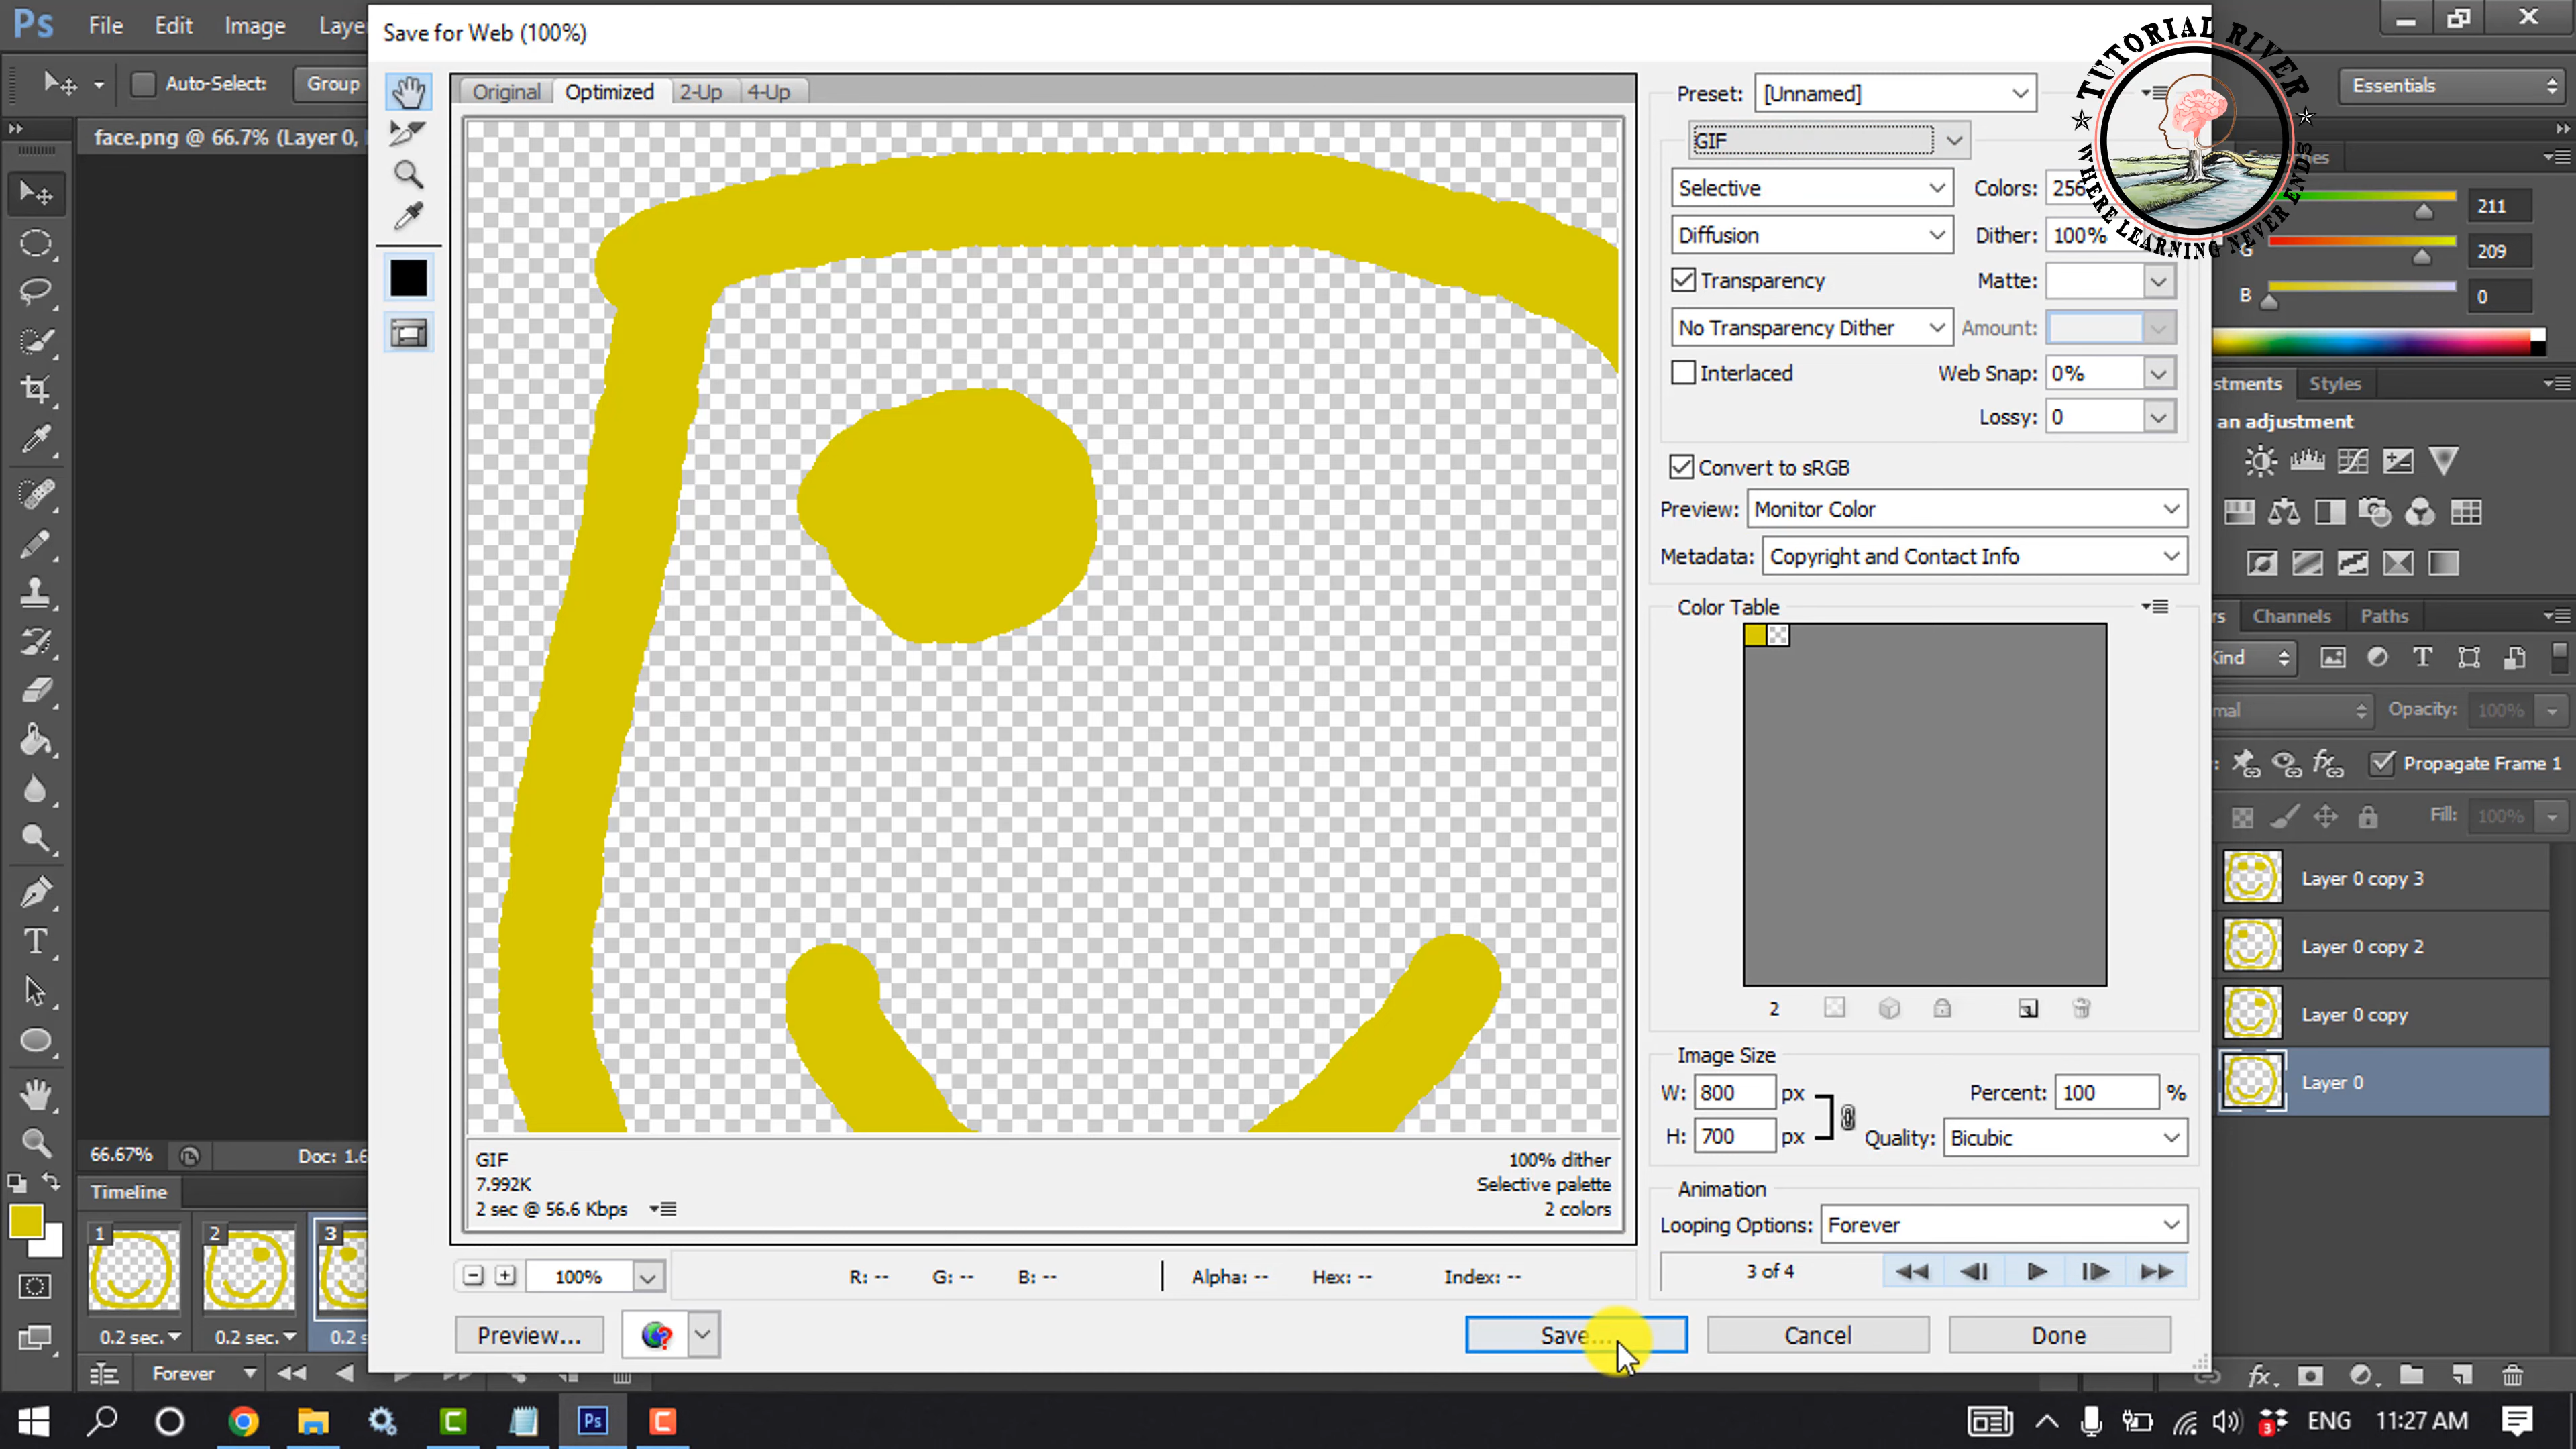 Ps File Edit Image Laye
Save for Web (100%)
TUTORIAL RIVER
WHERE LEARNING NEVER ENDS
Auto-Select: Group
Essentials
face.png @ 66.7% (Layer 0,
Original Optimized 2-Up 4-Up
Preset: [Unnamed]
GIF
Selective Colors: 256
Diffusion Dither: 100%
Transparency Matte:
No Transparency Dither Amount:
Interlaced Web Snap: 0%
Lossy: 0
Convert to sRGB
Preview: Monitor Color
Metadata: Copyright and Contact Info
Color Table
2
Image Size
W: 800 px Percent: 100 %
H: 700 px Quality: Bicubic
Animation
Looping Options: Forever
3 of 4
GIF 100% dither
7.992K Selective palette
2 sec @ 56.6 Kbps 2 colors
100% R: -- G: -- B: -- Alpha: -- Hex: -- Index: --
Preview... Save... Cancel Done
211
G 209
B 0
stments Styles
an adjustment
rs Channels Paths
Kind
mal Opacity: 100%
Propagate Frame 1
Fill: 100%
Layer 0 copy 3
Layer 0 copy 2
Layer 0 copy
Layer 0
66.67% Doc: 1.6
Timeline
1 2 3
0.2 sec. 0.2 sec. 0.2 s
Forever
fx
Ps
3 ENG 11:27 AM